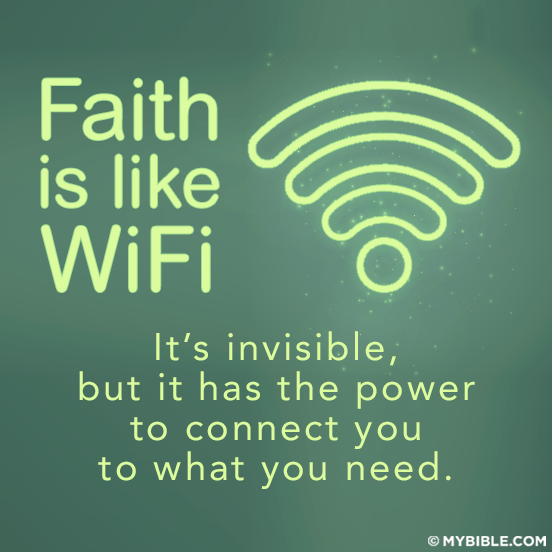 Faith
is like
WiFi
It's invisible,
but it has the power
to connect you
to what you need.
© MYBIBLE.COM